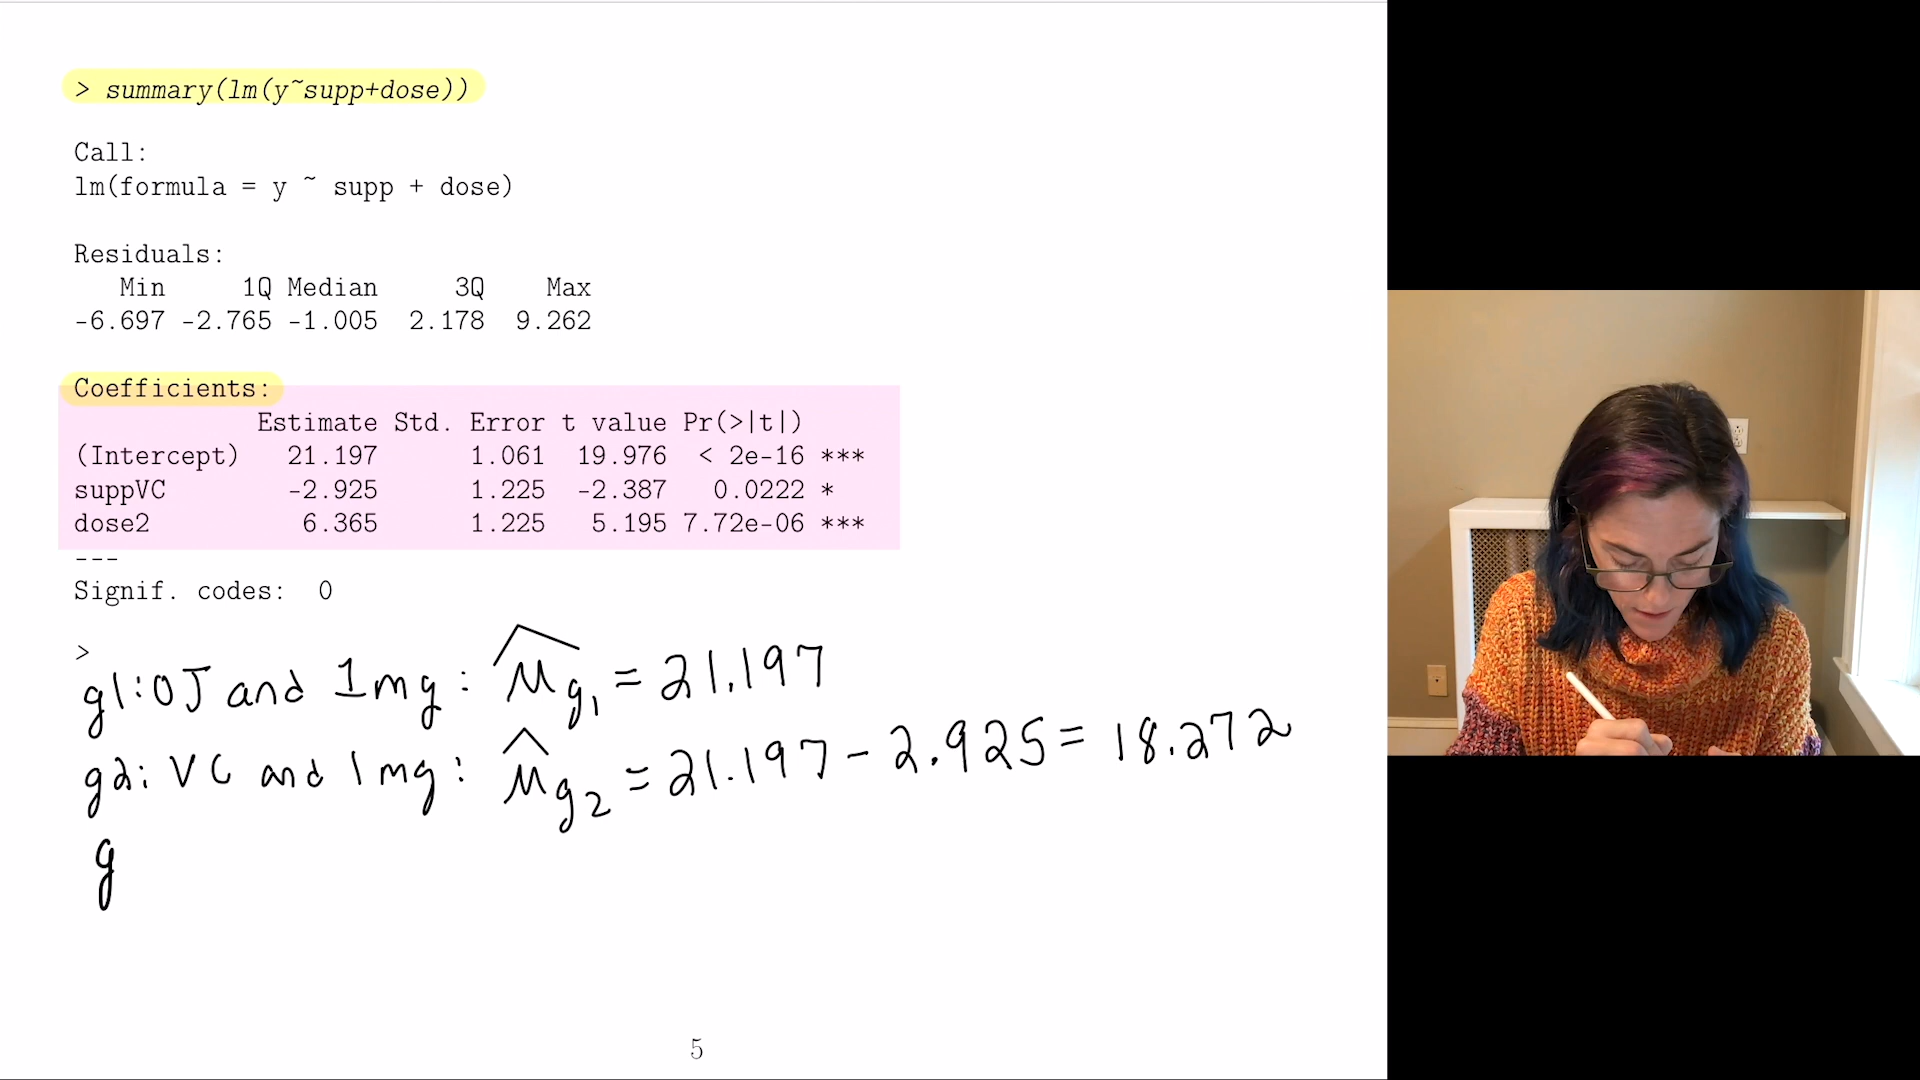 > summary(lm(y~supp+dose))
Call:
lm(formula = y ~ supp + dose)
Residuals:
Min 1Q Median 3Q Max
-6.697 -2.765 -1.005 2.178 9.262
Coefficients:
Estimate Std. Error t value Pr(>|t|)
(Intercept) 21.197 1.061 19.976 < 2e-16 ***
suppVC -2.925 1.225 -2.387 0.0222 *
dose2 6.365 1.225 5.195 7.72e-06 ***
---
Signif. codes: 0
>
g1: OJ and 1mg: μ̂g₁ = 21.197
g2: VC and 1mg: μ̂g₂ = 21.197 - 2.925 = 18.272
g
5